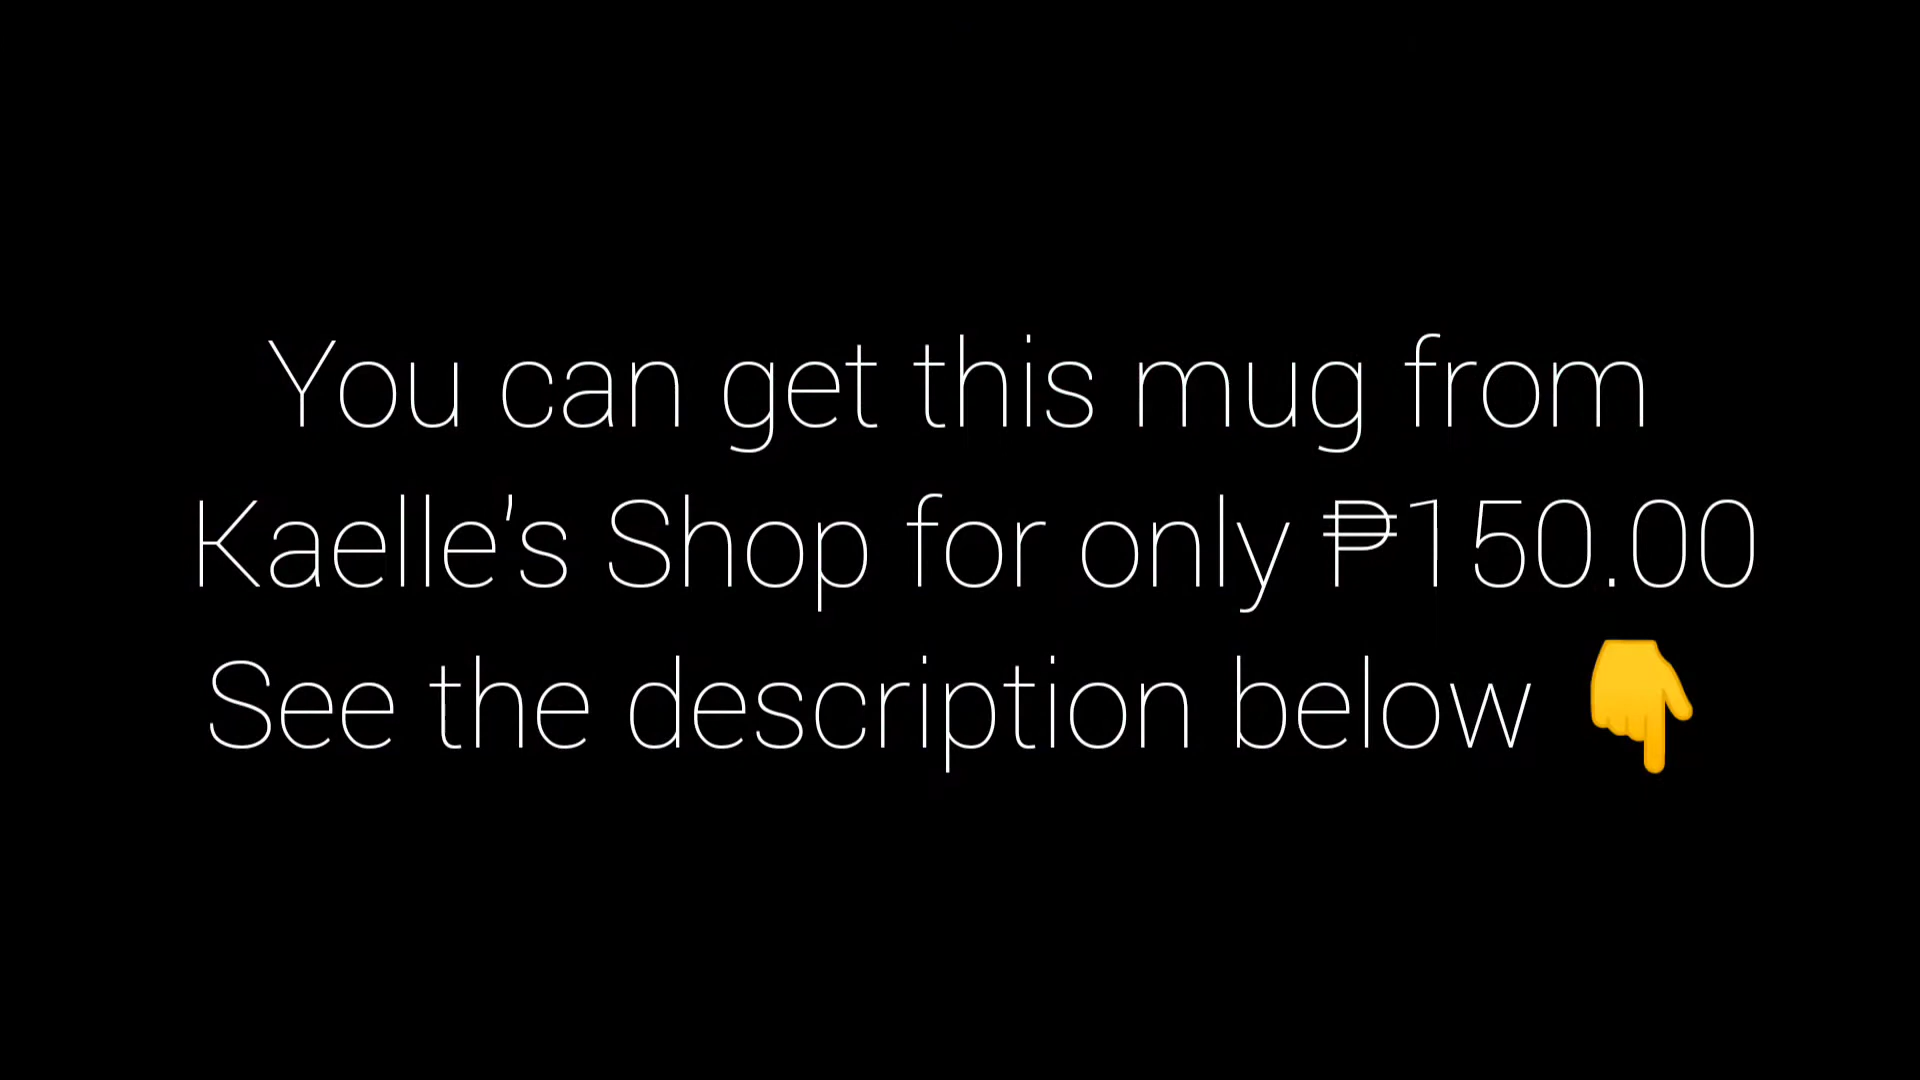 You can get this mug from
Kaelle's Shop for only ₱150.00
See the description below 👇